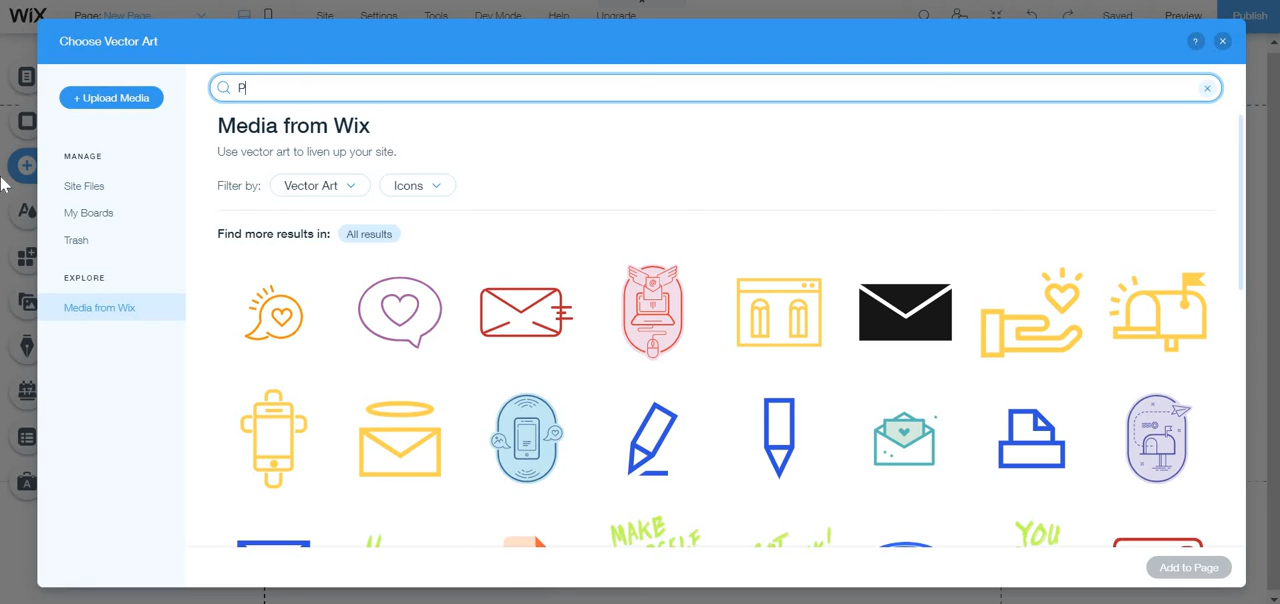 WiX Page: New Page Site Settings Tools Dev Mode Help Upgrade Saved Preview Publish
Choose Vector Art ?
+ Upload Media
MANAGE
Site Files
My Boards
Trash
EXPLORE
Media from Wix
P
Media from Wix
Use vector art to liven up your site.
Filter by: Vector Art Icons
Find more results in: All results
MAKE
YOU
Add to Page